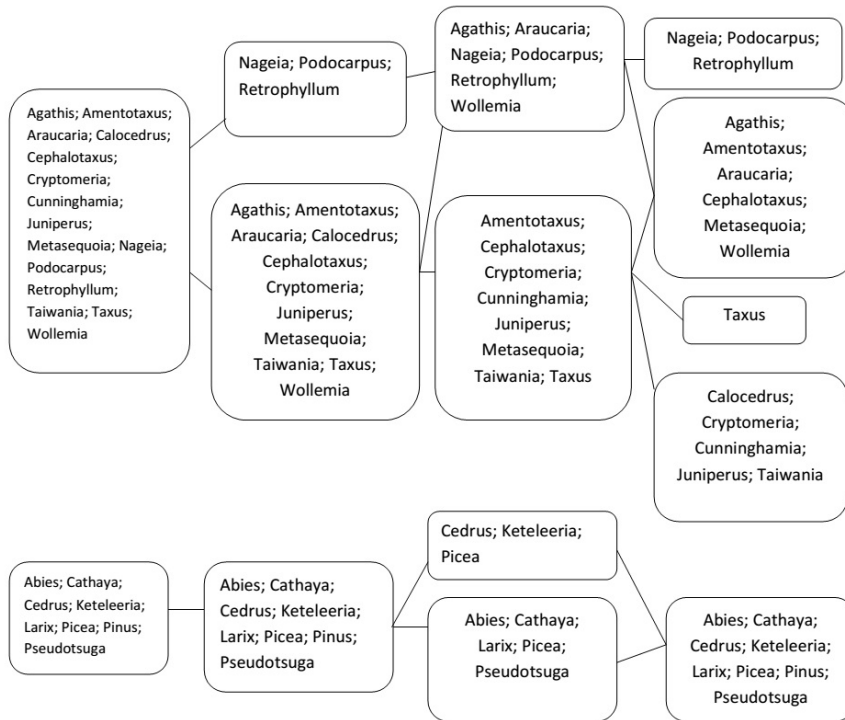 Agathis; Amentotaxus;
Araucaria; Calocedrus;
Cephalotaxus;
Cryptomeria;
Cunninghamia;
Juniperus;
Metasequoia; Nageia;
Podocarpus;
Retrophyllum;
Taiwania; Taxus;
Wollemia
Nageia; Podocarpus;
Retrophyllum
Agathis; Amentotaxus;
Araucaria; Calocedrus;
Cephalotaxus;
Cryptomeria;
Juniperus;
Metasequoia;
Taiwania; Taxus;
Wollemia
Agathis; Araucaria;
Nageia; Podocarpus;
Retrophyllum;
Wollemia
Amentotaxus;
Cephalotaxus;
Cryptomeria;
Cunninghamia;
Juniperus;
Metasequoia;
Taiwania; Taxus
Nageia; Podocarpus;
Retrophyllum
Agathis;
Amentotaxus;
Araucaria;
Cephalotaxus;
Metasequoia;
Wollemia
Taxus
Calocedrus;
Cryptomeria;
Cunninghamia;
Juniperus; Taiwania
Abies; Cathaya;
Cedrus; Keteleeria;
Larix; Picea; Pinus;
Pseudotsuga
Abies; Cathaya;
Cedrus; Keteleeria;
Larix; Picea; Pinus;
Pseudotsuga
Cedrus; Keteleeria;
Picea
Abies; Cathaya;
Larix; Picea;
Pseudotsuga
Abies; Cathaya;
Cedrus; Keteleeria;
Larix; Picea; Pinus;
Pseudotsuga